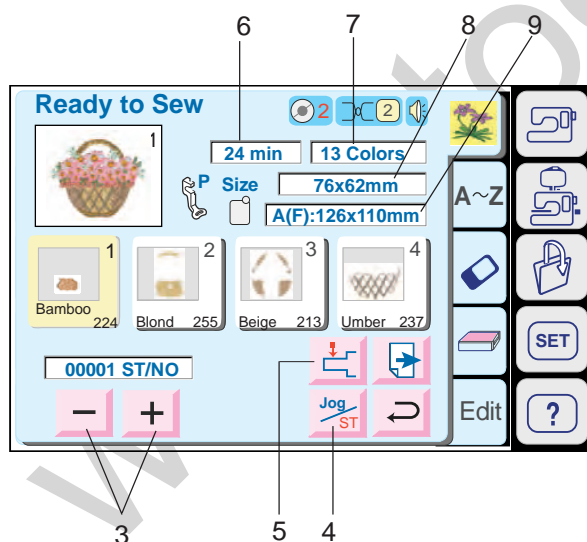 6 7 8 9
Ready to Sew
2 2
1
24 min 13 Colors
P Size 76x62mm
A(F):126x110mm
A~Z
1 2 3 4
Bamboo
224 Blond 255 Beige 213 Umber 237
00001 ST/NO
SET
− +
Jog
ST
Edit
?
3 5 4